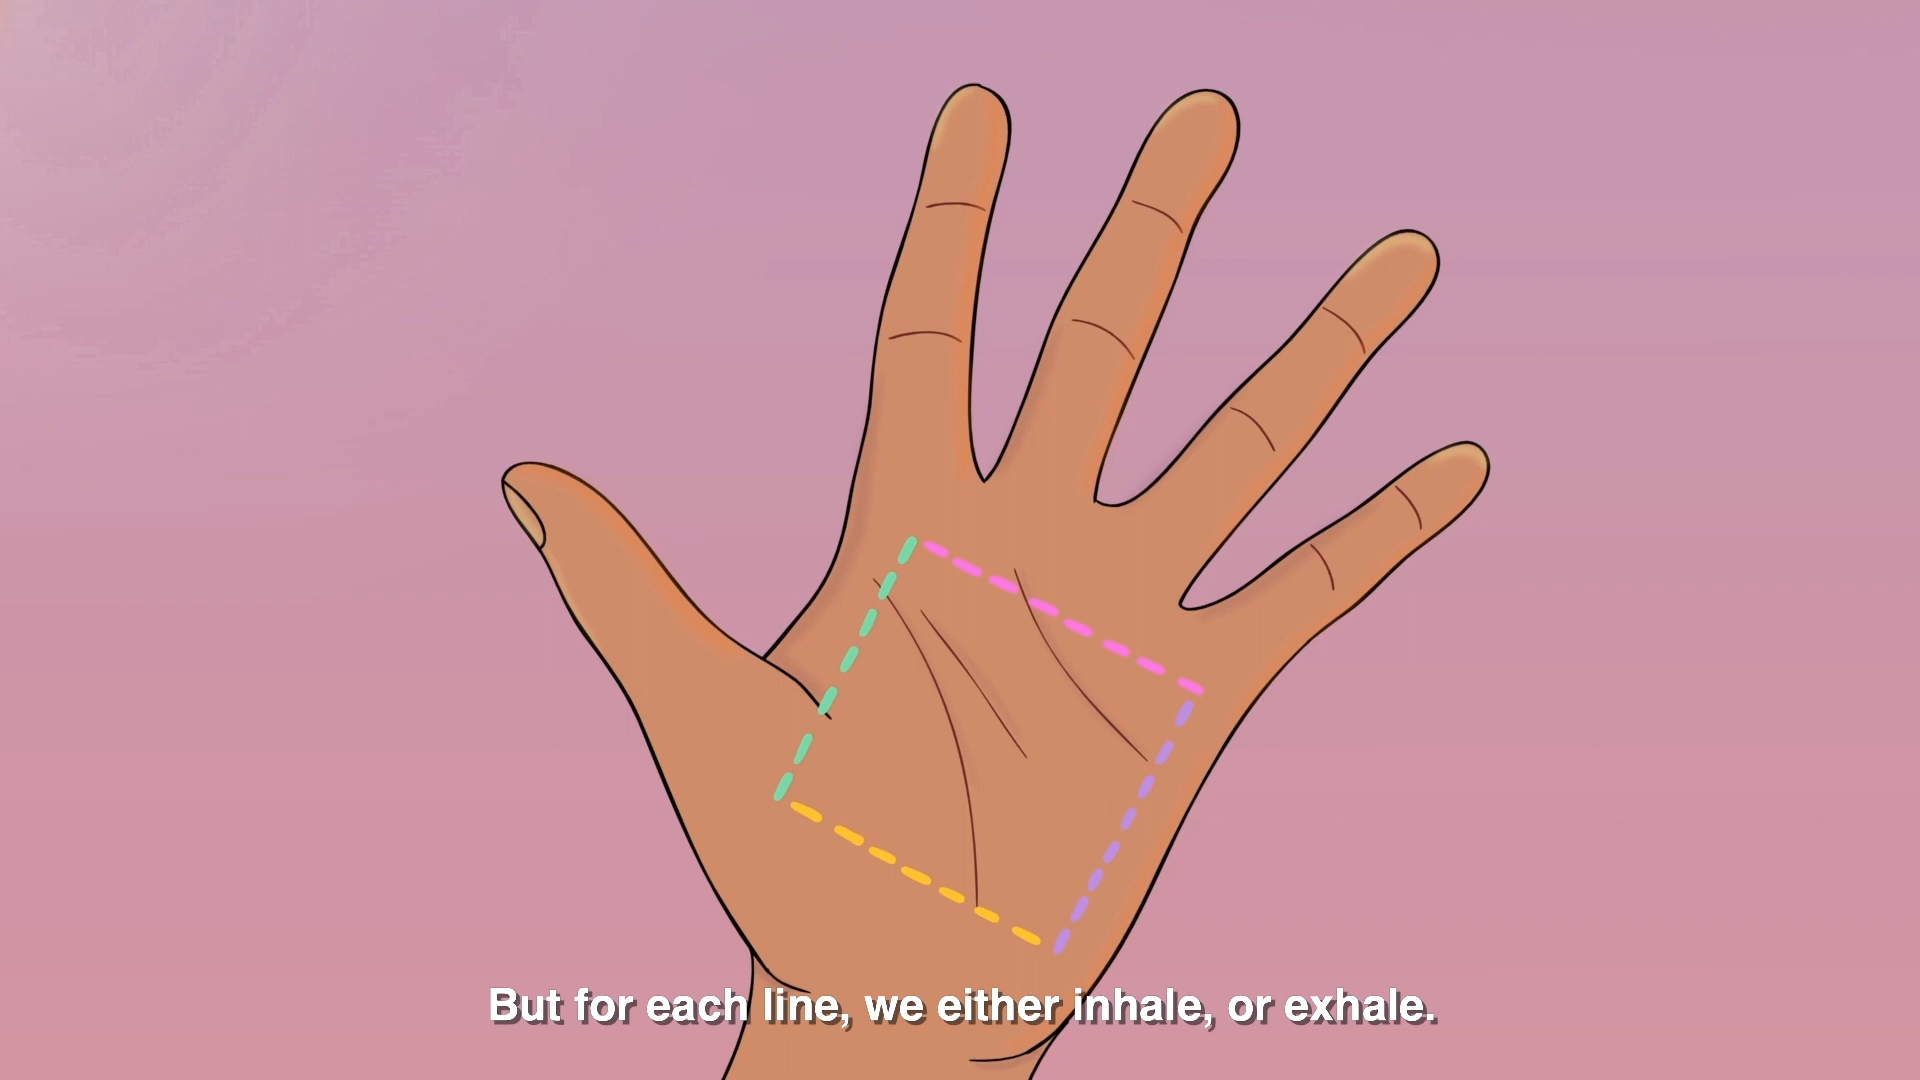 But for each line, we either inhale, or exhale.